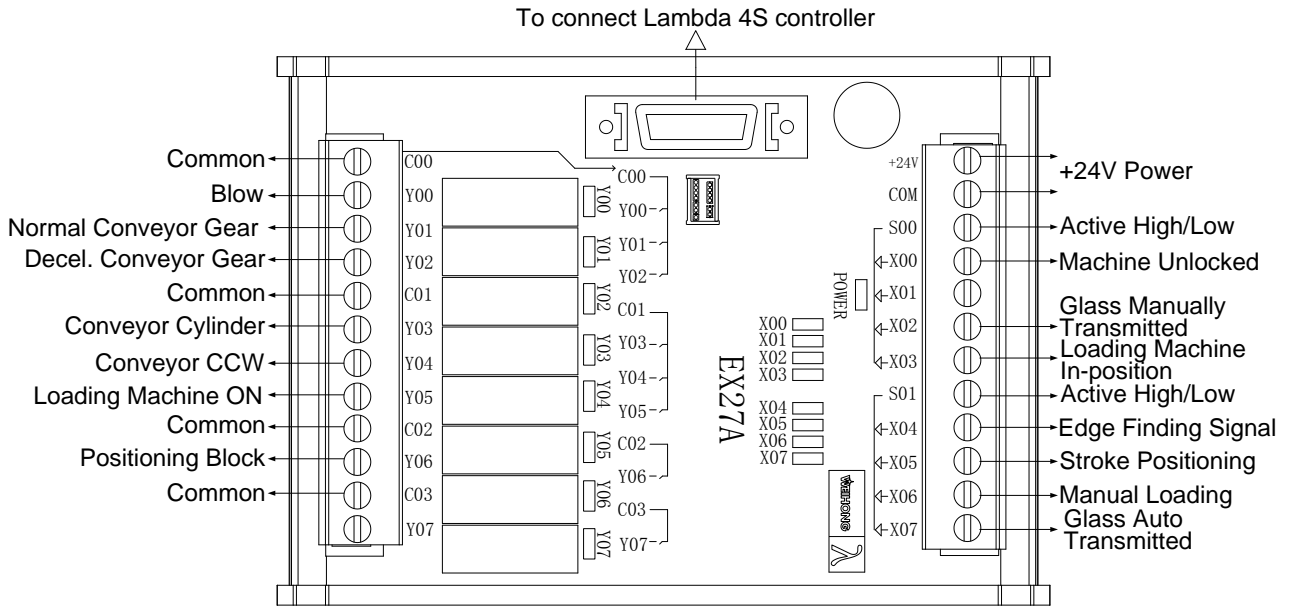 To connect Lambda 4S controller
Common
Blow
Normal Conveyor Gear
Decel. Conveyor Gear
Common
Conveyor Cylinder
Conveyor CCW
Loading Machine ON
Common
Positioning Block
Common
C00
Y00
Y01
Y02
C01
Y03
Y04
Y05
C02
Y06
C03
Y07
Y00
Y01
Y02
Y03
Y04
Y05
Y06
Y07
C00
Y00
Y01
Y02
C01
Y03
Y04
Y05
C02
Y06
C03
Y07
EX27A
X00
X01
X02
X03
X04
X05
X06
X07
POWER
WEIHONG
λ
+24V
COM
S00
X00
X01
X02
X03
S01
X04
X05
X06
X07
+24V Power
Active High/Low
Machine Unlocked
Glass Manually
Transmitted
Loading Machine
In-position
Active High/Low
Edge Finding Signal
Stroke Positioning
Manual Loading
Glass Auto
Transmitted